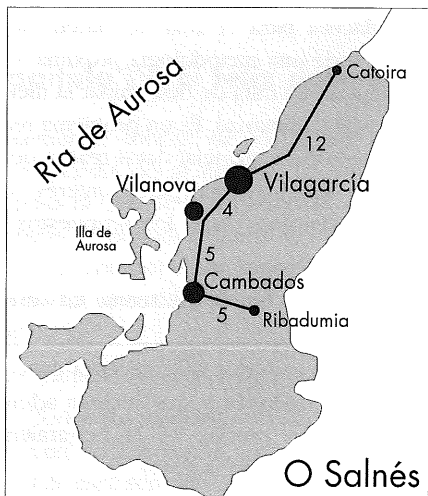 Catoira
Ria de Aurosa
12
Vilanova
Vilagarcía
4
Illa de
Aurosa
5
Cambados
5
Ribadumia
O Salnés